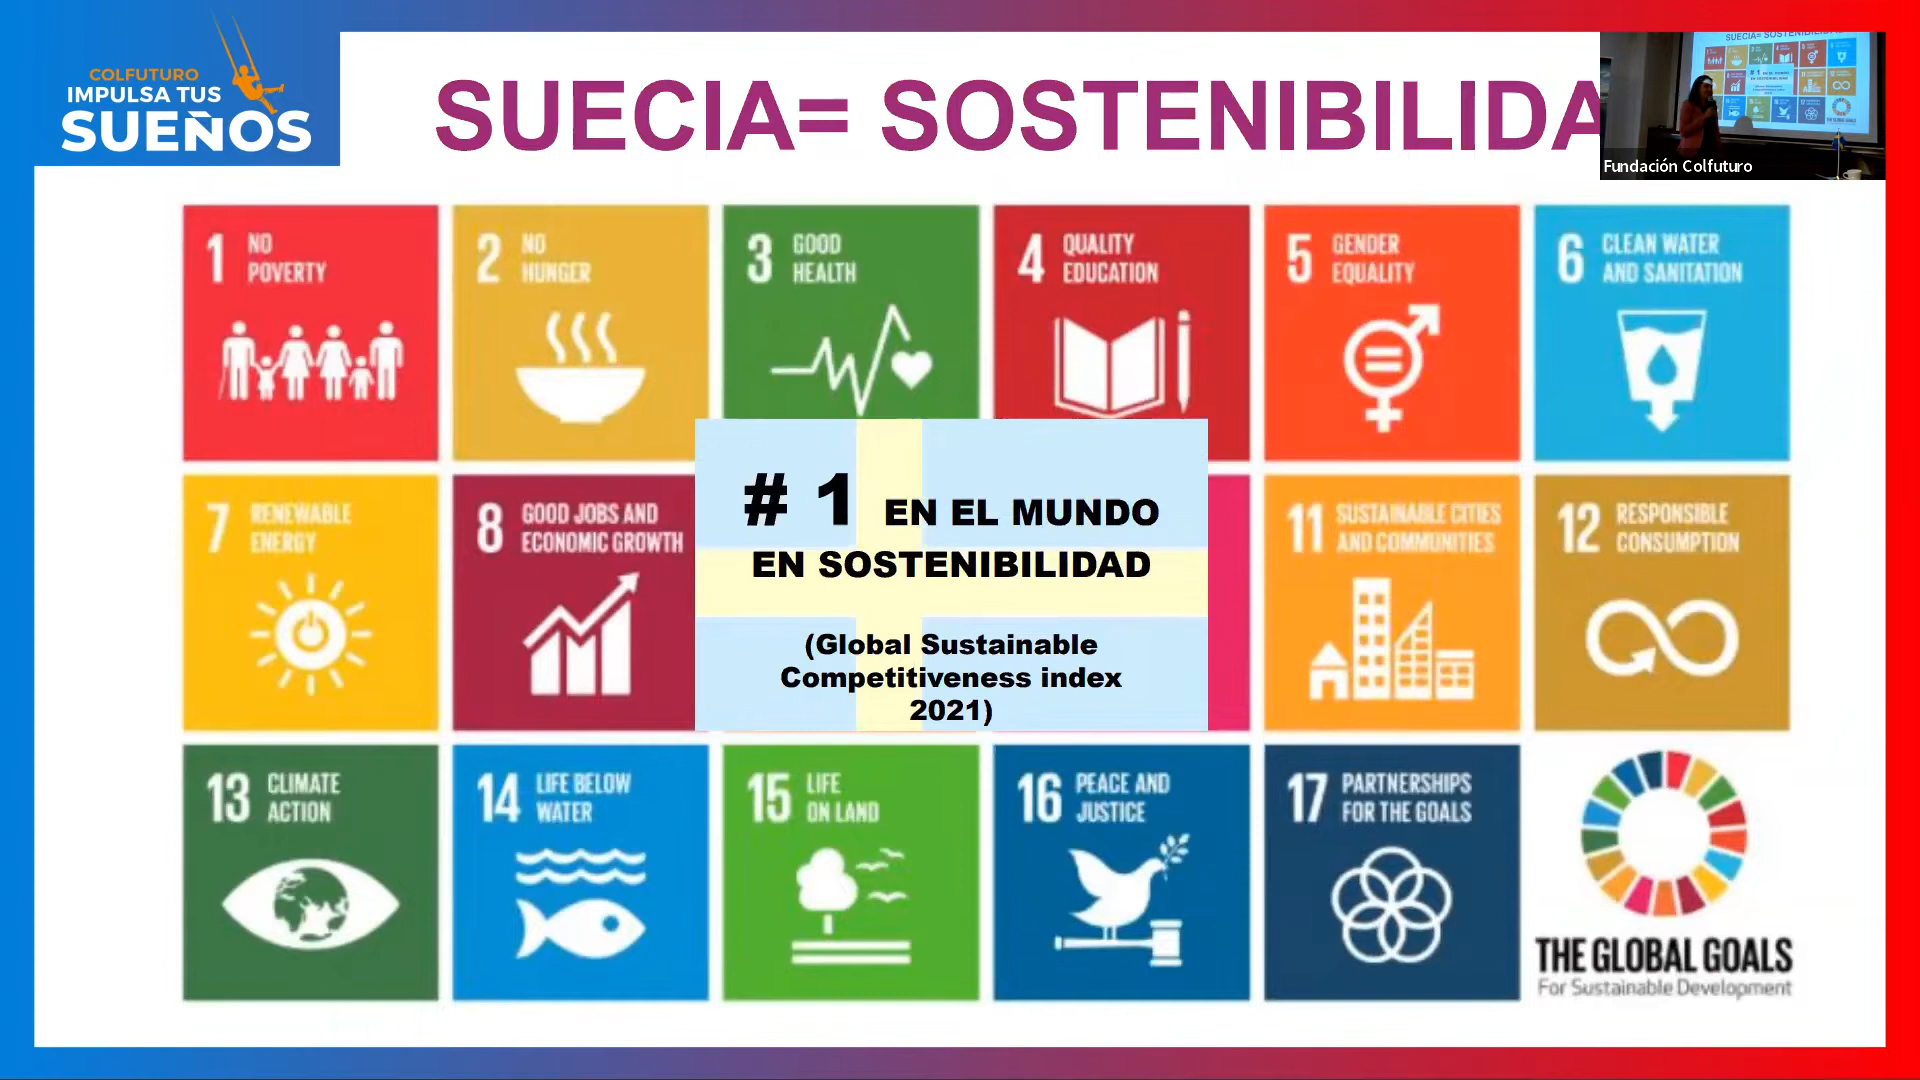 COLFUTURO
IMPULSA TUS
SUEÑOS
SUECIA= SOSTENIBILIDA
Fundación Colfuturo
1 NO
POVERTY
2 NO
HUNGER
3 GOOD
HEALTH
4 QUALITY
EDUCATION
5 GENDER
EQUALITY
6 CLEAN WATER
AND SANITATION
7 RENEWABLE
ENERGY
8 GOOD JOBS AND
ECONOMIC GROWTH
# 1 EN EL MUNDO
EN SOSTENIBILIDAD
(Global Sustainable
Competitiveness index
2021)
11 SUSTAINABLE CITIES
AND COMMUNITIES
12 RESPONSIBLE
CONSUMPTION
13 CLIMATE
ACTION
14 LIFE BELOW
WATER
15 LIFE
ON LAND
16 PEACE AND
JUSTICE
17 PARTNERSHIPS
FOR THE GOALS
THE GLOBAL GOALS
For Sustainable Development